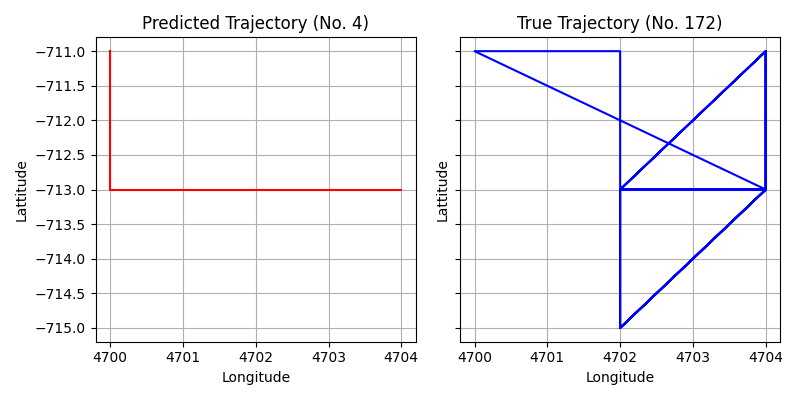 Predicted Trajectory (No. 4)
Lattitude
−711.0
−711.5
−712.0
−712.5
−713.0
−713.5
−714.0
−714.5
−715.0
4700 4701 4702 4703 4704
Longitude
True Trajectory (No. 172)
Lattitude
4700 4701 4702 4703 4704
Longitude